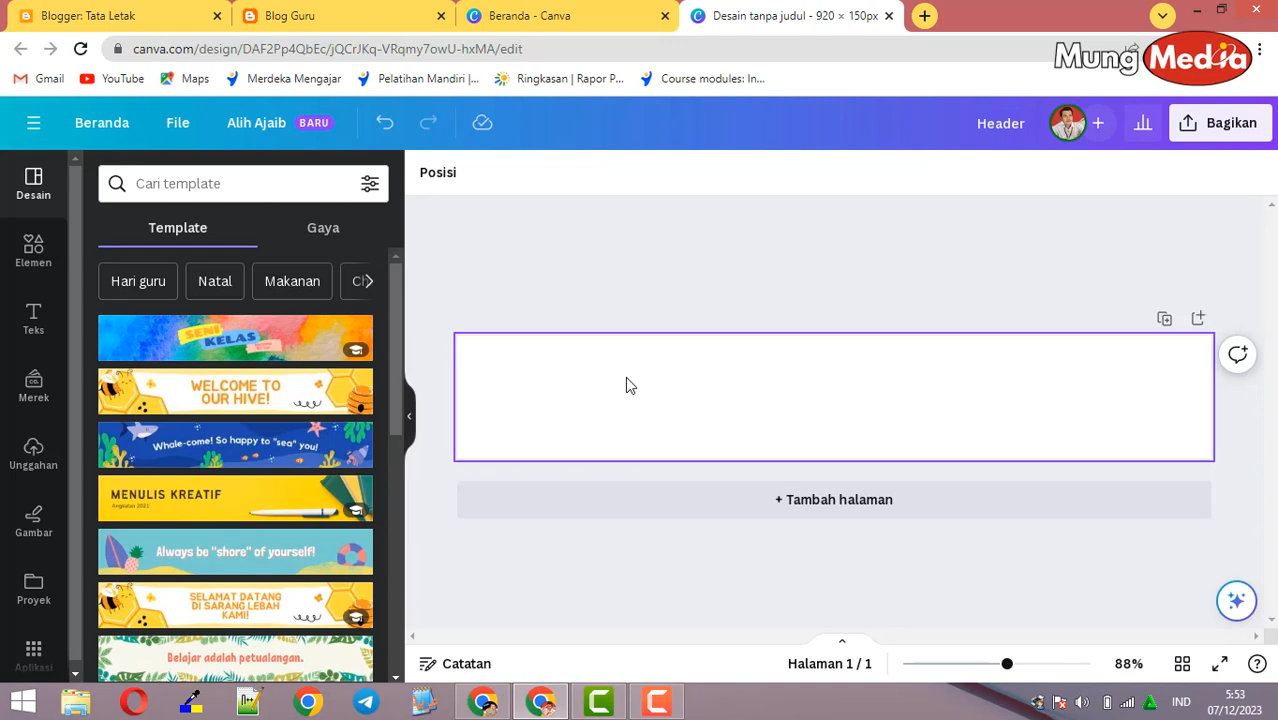 Blogger: Tata Letak
Blog Guru
Beranda - Canva
Desain tanpa judul - 920 × 150px
canva.com/design/DAF2Pp4QbEc/jQCrJKq-VRqmy7owU-hxMA/edit
Mung Media
Gmail
YouTube
Maps
Merdeka Mengajar
Pelatihan Mandiri |...
Ringkasan | Rapor P...
Course modules: In...
Beranda
File
Alih Ajaib BARU
Header
Bagikan
Desain
Elemen
Teks
Merek
Unggahan
Gambar
Proyek
Aplikasi
Cari template
Template
Gaya
Hari guru
Natal
Makanan
SENI
KELAS
WELCOME TO
OUR HIVE!
Whale-come! So happy to "sea" you!
MENULIS KREATIF
Angkatan 2021
Always be "shore" of yourself!
SELAMAT DATANG
DI SARANG LEBAH
KAMI!
Belajar adalah petualangan.
Posisi
+ Tambah halaman
Catatan
Halaman 1 / 1
88%
IND
5:53
07/12/2023